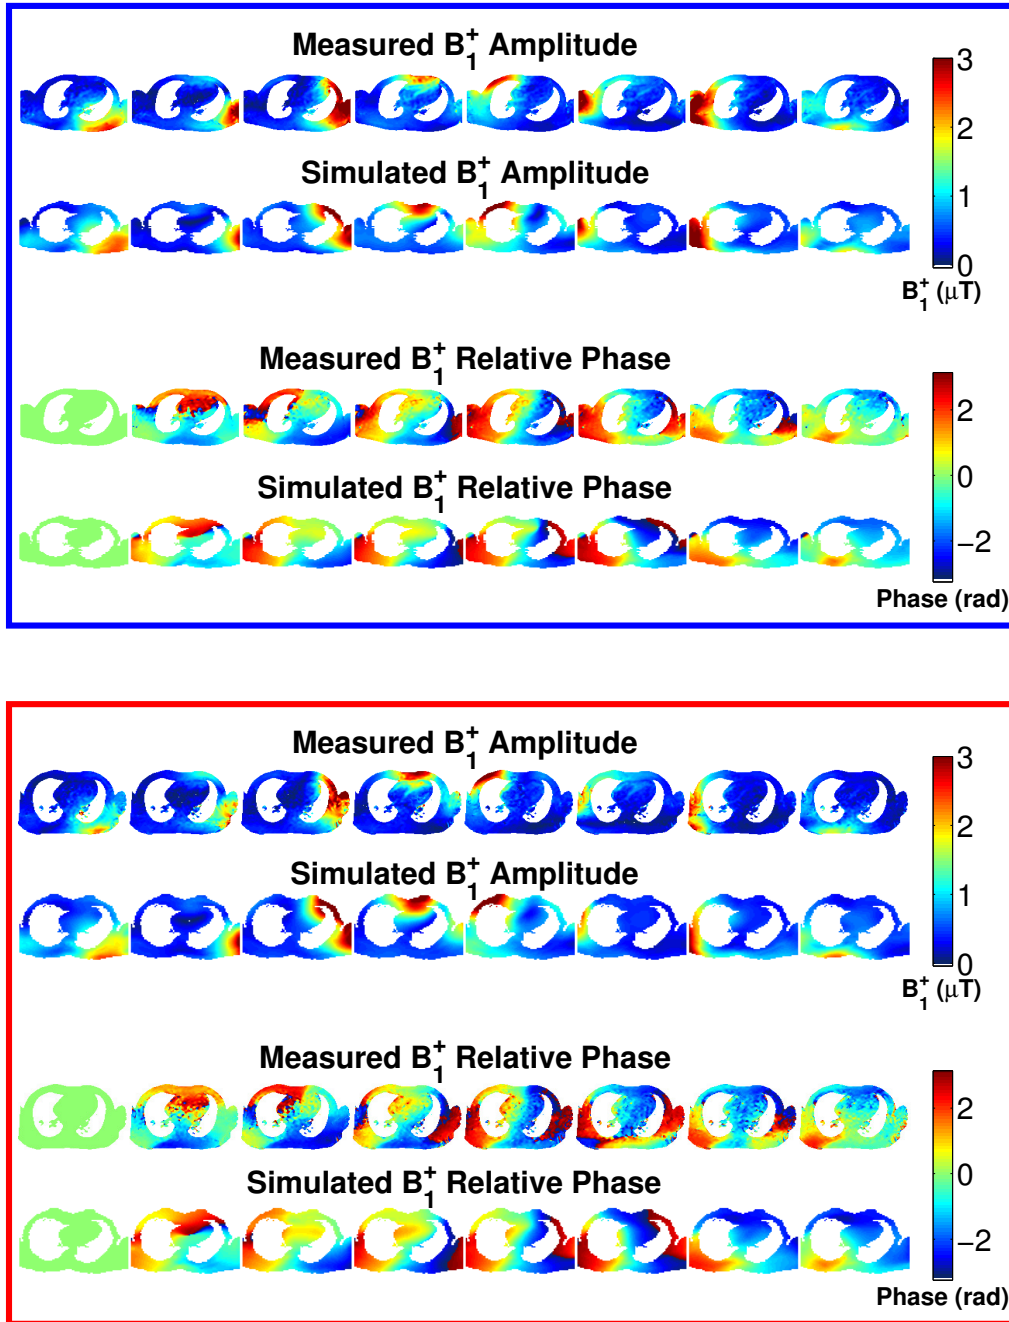 Measured B₁⁺ Amplitude
3
2
1
0
B₁⁺ (μT)
Simulated B₁⁺ Amplitude
Measured B₁⁺ Relative Phase
2
0
−2
Phase (rad)
Simulated B₁⁺ Relative Phase
Measured B₁⁺ Amplitude
3
2
1
0
B₁⁺ (μT)
Simulated B₁⁺ Amplitude
Measured B₁⁺ Relative Phase
2
0
−2
Phase (rad)
Simulated B₁⁺ Relative Phase